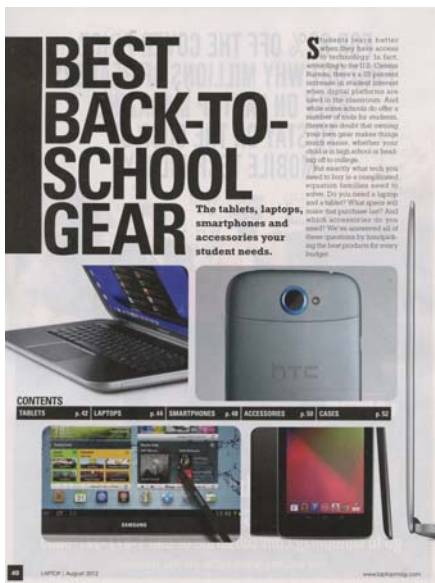 BEST
BACK-TO-
SCHOOL
GEAR
The tablets, laptops,
smartphones and
accessories your
student needs.
Students learn better
when they have access
to technology. In fact,
according to the U.S. Census
Bureau, there's a 23 percent
increase in student interest
when digital platforms are
used in the classroom. And
while some schools do offer a
number of tools for students,
there's no doubt that owning
your own gear makes things
much easier, whether your
child is in high school or head-
ing off to college.
But exactly what tech you
need to buy is a complicated
equation families need to
solve. Do you need a laptop
and a tablet? What specs will
make that purchase last? And
which accessories do you
need? We've answered all of
these questions by handpick-
ing the best products for every
budget.
hTC
CONTENTS
TABLETS p. 42 LAPTOPS p. 44 SMARTPHONES p. 48 ACCESSORIES p. 50 CASES p. 52
SAMSUNG
40 LAPTOP | August 2012 www.laptopmag.com